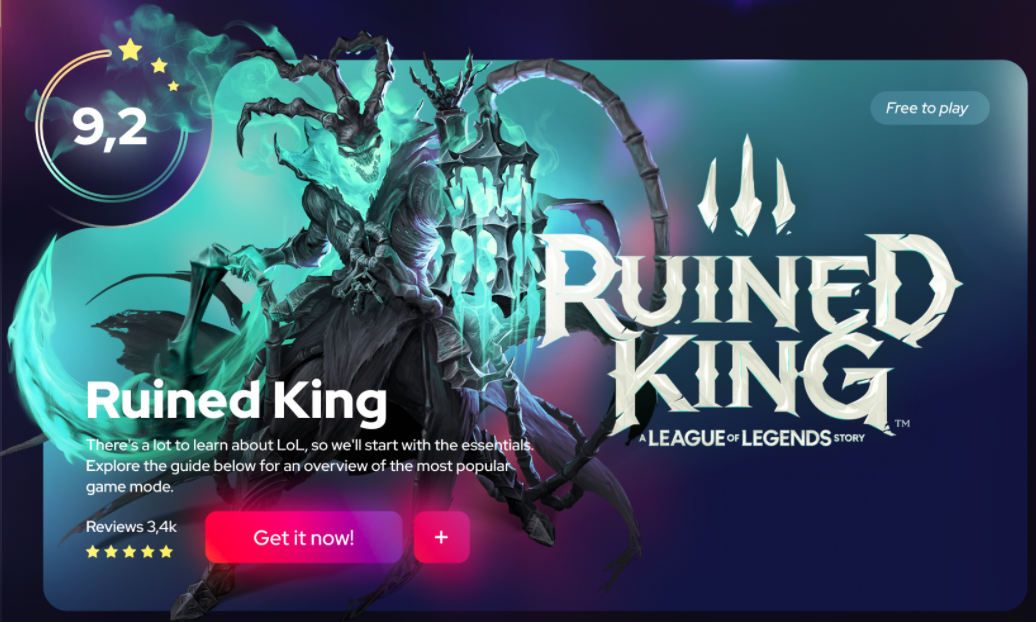 9,2
Free to play
RUINED
KING
™
A LEAGUE OF LEGENDS STORY
Ruined King
There's a lot to learn about LoL, so we'll start with the essentials.
Explore the guide below for an overview of the most popular
game mode.
Reviews 3,4k
Get it now!
+